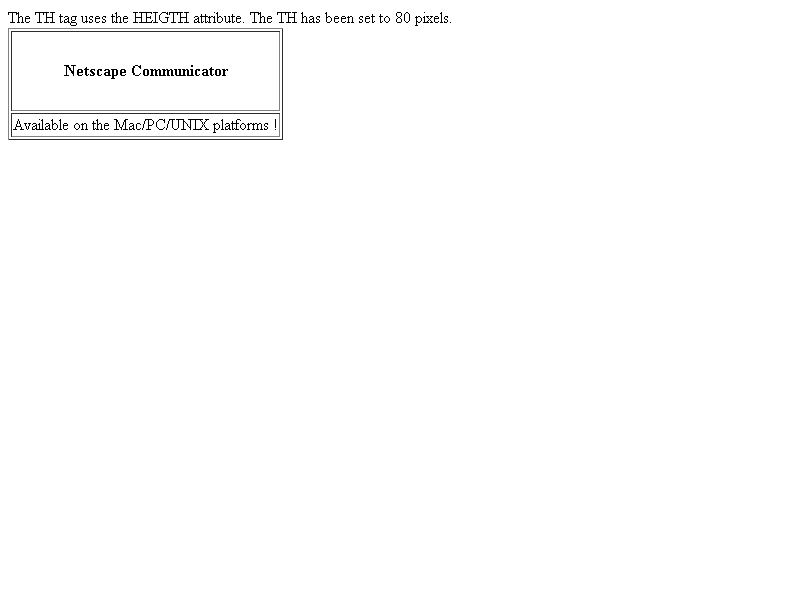 The TH tag uses the HEIGTH attribute. The TH has been set to 80 pixels.
Netscape Communicator
Available on the Mac/PC/UNIX platforms !